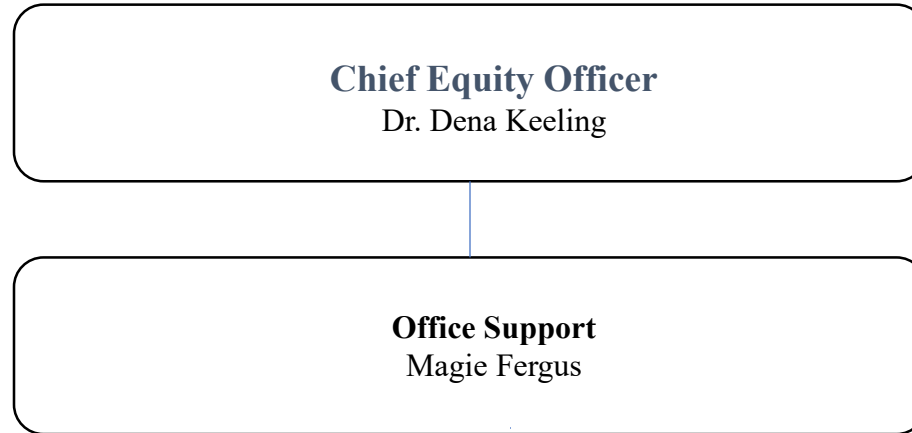 Chief Equity Officer
Dr. Dena Keeling
Office Support
Magie Fergus